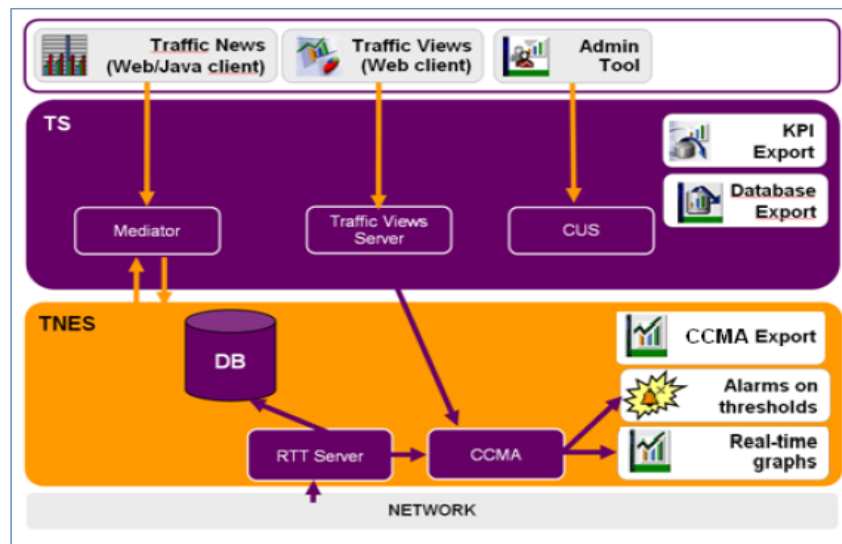 Traffic News
(Web/Java client)
Traffic Views
(Web client)
Admin
Tool
TS
KPI
Export
Database
Export
Mediator
Traffic Views
Server
CUS
TNES
DB
CCMA Export
Alarms on
thresholds
RTT Server
CCMA
Real-time
graphs
NETWORK